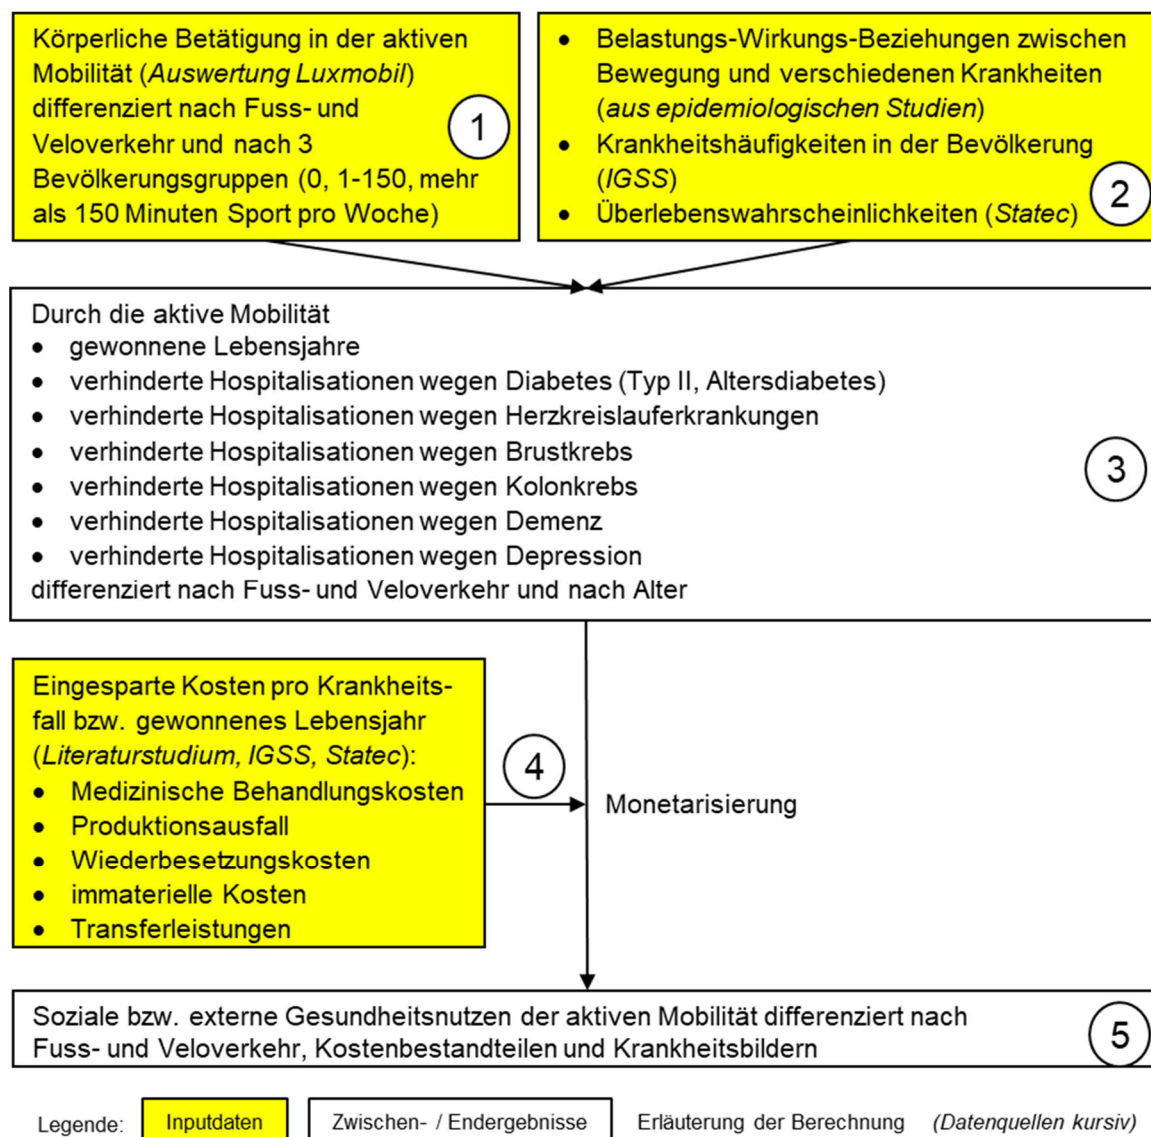 Körperliche Betätigung in der aktiven
Mobilität (Auswertung Luxmobil)
differenziert nach Fuss- und
Veloverkehr und nach 3
Bevölkerungsgruppen (0, 1-150, mehr
als 150 Minuten Sport pro Woche)
1
• Belastungs-Wirkungs-Beziehungen zwischen
Bewegung und verschiedenen Krankheiten
(aus epidemiologischen Studien)
• Krankheitshäufigkeiten in der Bevölkerung
(IGSS)
• Überlebenswahrscheinlichkeiten (Statec)
2
Durch die aktive Mobilität
• gewonnene Lebensjahre
• verhinderte Hospitalisationen wegen Diabetes (Typ II, Altersdiabetes)
• verhinderte Hospitalisationen wegen Herzkreislauferkrankungen
• verhinderte Hospitalisationen wegen Brustkrebs
• verhinderte Hospitalisationen wegen Kolonkrebs
• verhinderte Hospitalisationen wegen Demenz
• verhinderte Hospitalisationen wegen Depression
differenziert nach Fuss- und Veloverkehr und nach Alter
3
Eingesparte Kosten pro Krankheits-
fall bzw. gewonnenes Lebensjahr
(Literaturstudium, IGSS, Statec):
• Medizinische Behandlungskosten
• Produktionsausfall
• Wiederbesetzungskosten
• immaterielle Kosten
• Transferleistungen
4
Monetarisierung
Soziale bzw. externe Gesundheitsnutzen der aktiven Mobilität differenziert nach
Fuss- und Veloverkehr, Kostenbestandteilen und Krankheitsbildern
5
Legende: Inputdaten Zwischen- / Endergebnisse Erläuterung der Berechnung (Datenquellen kursiv)